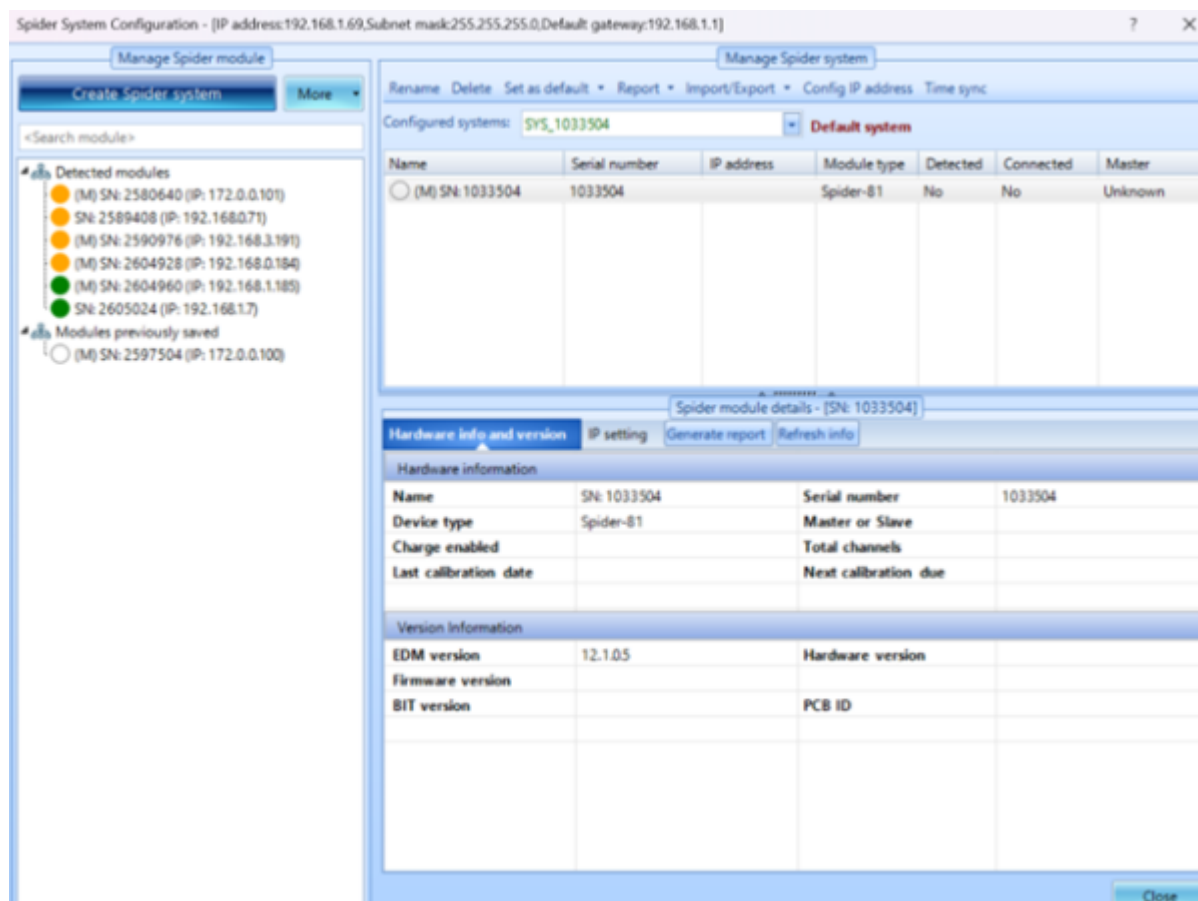 Spider System Configuration - [IP address:192.168.1.69,Subnet mask:255.255.255.0,Default gateway:192.168.1.1] ?
Manage Spider module
Create Spider system More
<Search module>
Detected modules
(M) SN: 2580640 (IP: 172.0.0.101)
SN: 2589408 (IP: 192.168.0.71)
(M) SN: 2590976 (IP: 192.168.3.191)
(M) SN: 2604928 (IP: 192.168.0.184)
(M) SN: 2604960 (IP: 192.168.1.185)
SN: 2605024 (IP: 192.168.1.7)
Modules previously saved
(M) SN: 2597504 (IP: 172.0.0.100)
Manage Spider system
Rename Delete Set as default Report Import/Export Config IP address Time sync
Configured systems: SYS_1033504 Default system
Name Serial number IP address Module type Detected Connected Master
(M) SN: 1033504 1033504 Spider-81 No No Unknown
Spider module details - [SN: 1033504]
Hardware info and version IP setting Generate report Refresh info
Hardware information
Name SN: 1033504 Serial number 1033504
Device type Spider-81 Master or Slave
Charge enabled Total channels
Last calibration date Next calibration due
Version Information
EDM version 12.1.0.5 Hardware version
Firmware version
BIT version PCB ID
Close